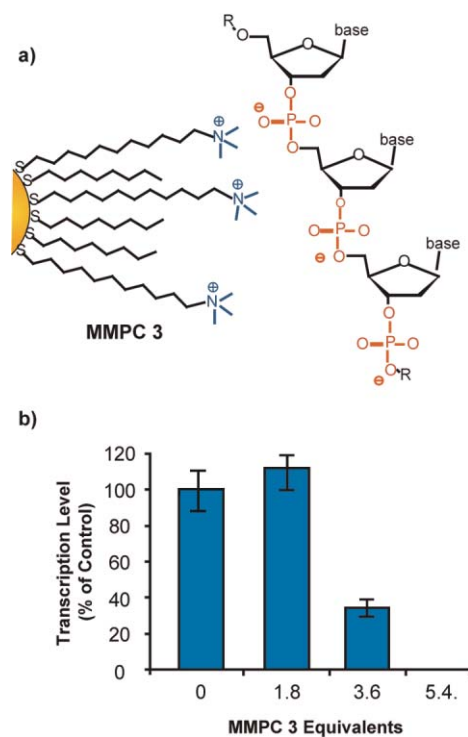 a)
R
O
O
base
O
⊕
N
⊖
O
P
O
O
base
S
O
S
⊕
N
S
O
S
O
P
O
S
O
base
⊖
O
S
⊕
N
O
MMPC 3
O
P
O
O
R
⊖
b)
120
100
80
60
40
20
0
Transcription Level
(% of Control)
0 1.8 3.6 5.4.
MMPC 3 Equivalents